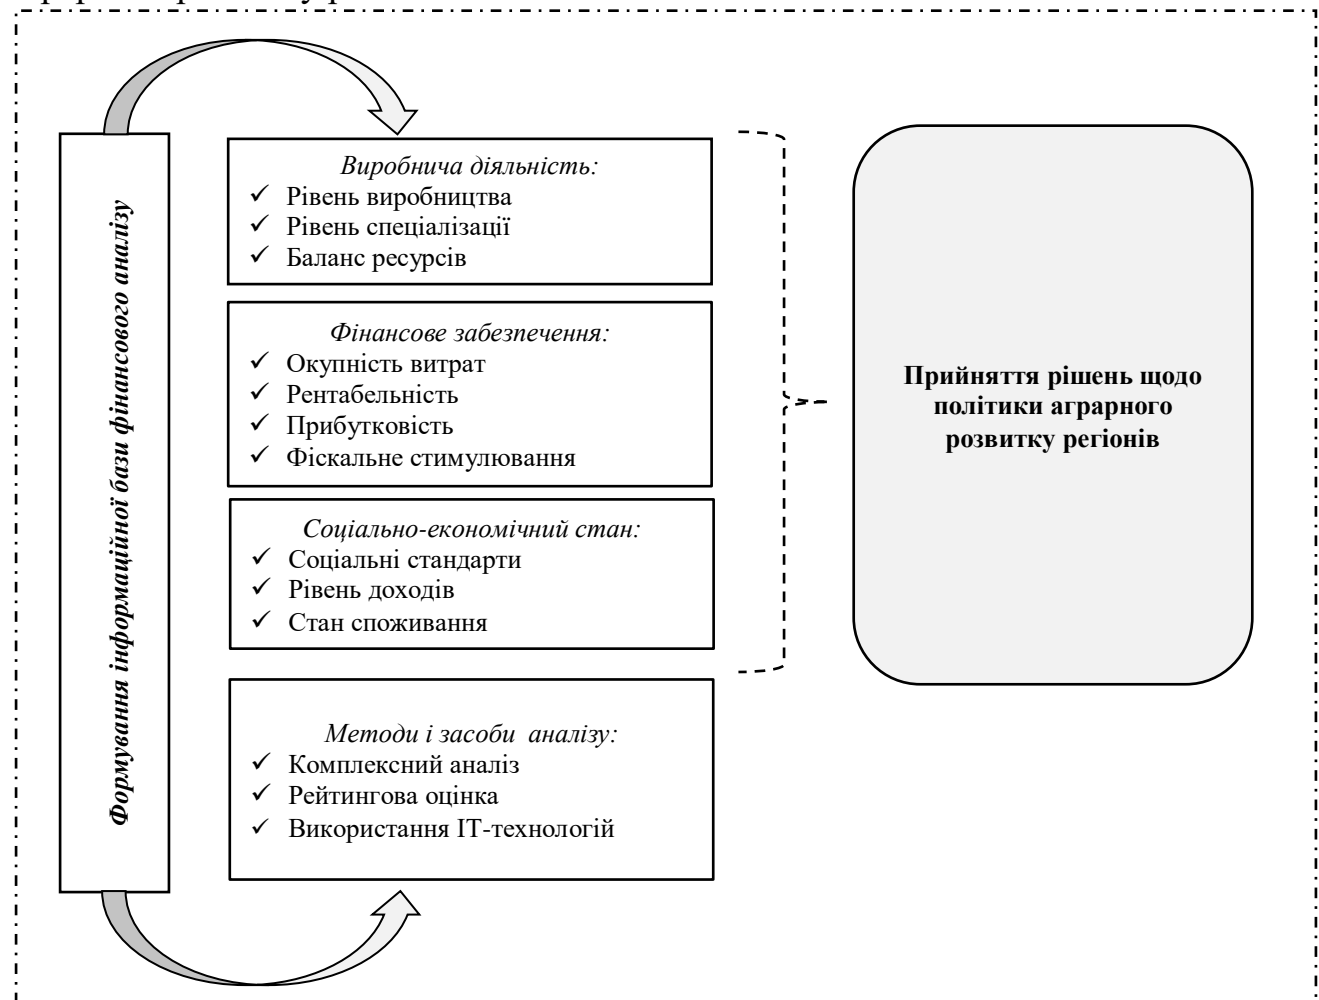 Формування інформаційної бази фінансового аналізу
Виробнича діяльність:
Рівень виробництва
Рівень спеціалізації
Баланс ресурсів
Фінансове забезпечення:
Окупність витрат
Рентабельність
Прибутковість
Фіскальне стимулювання
Соціально-економічний стан:
Соціальні стандарти
Рівень доходів
Стан споживання
Методи і засоби аналізу:
Комплексний аналіз
Рейтингова оцінка
Використання ІТ-технологій
Прийняття рішень щодо
політики аграрного
розвитку регіонів